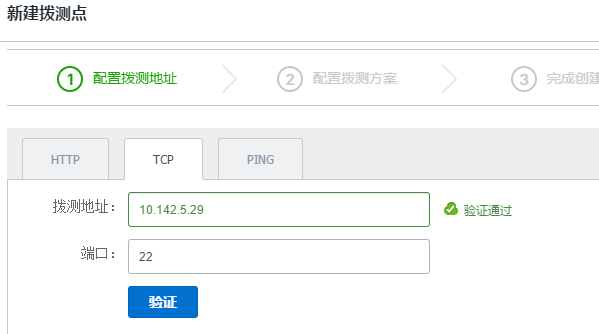 新建拨测点
1 配置拨测地址 2 配置拨测方案 3 完成创建
HTTP TCP PING
拨测地址： 10.142.5.29 验证通过
端口： 22
验证